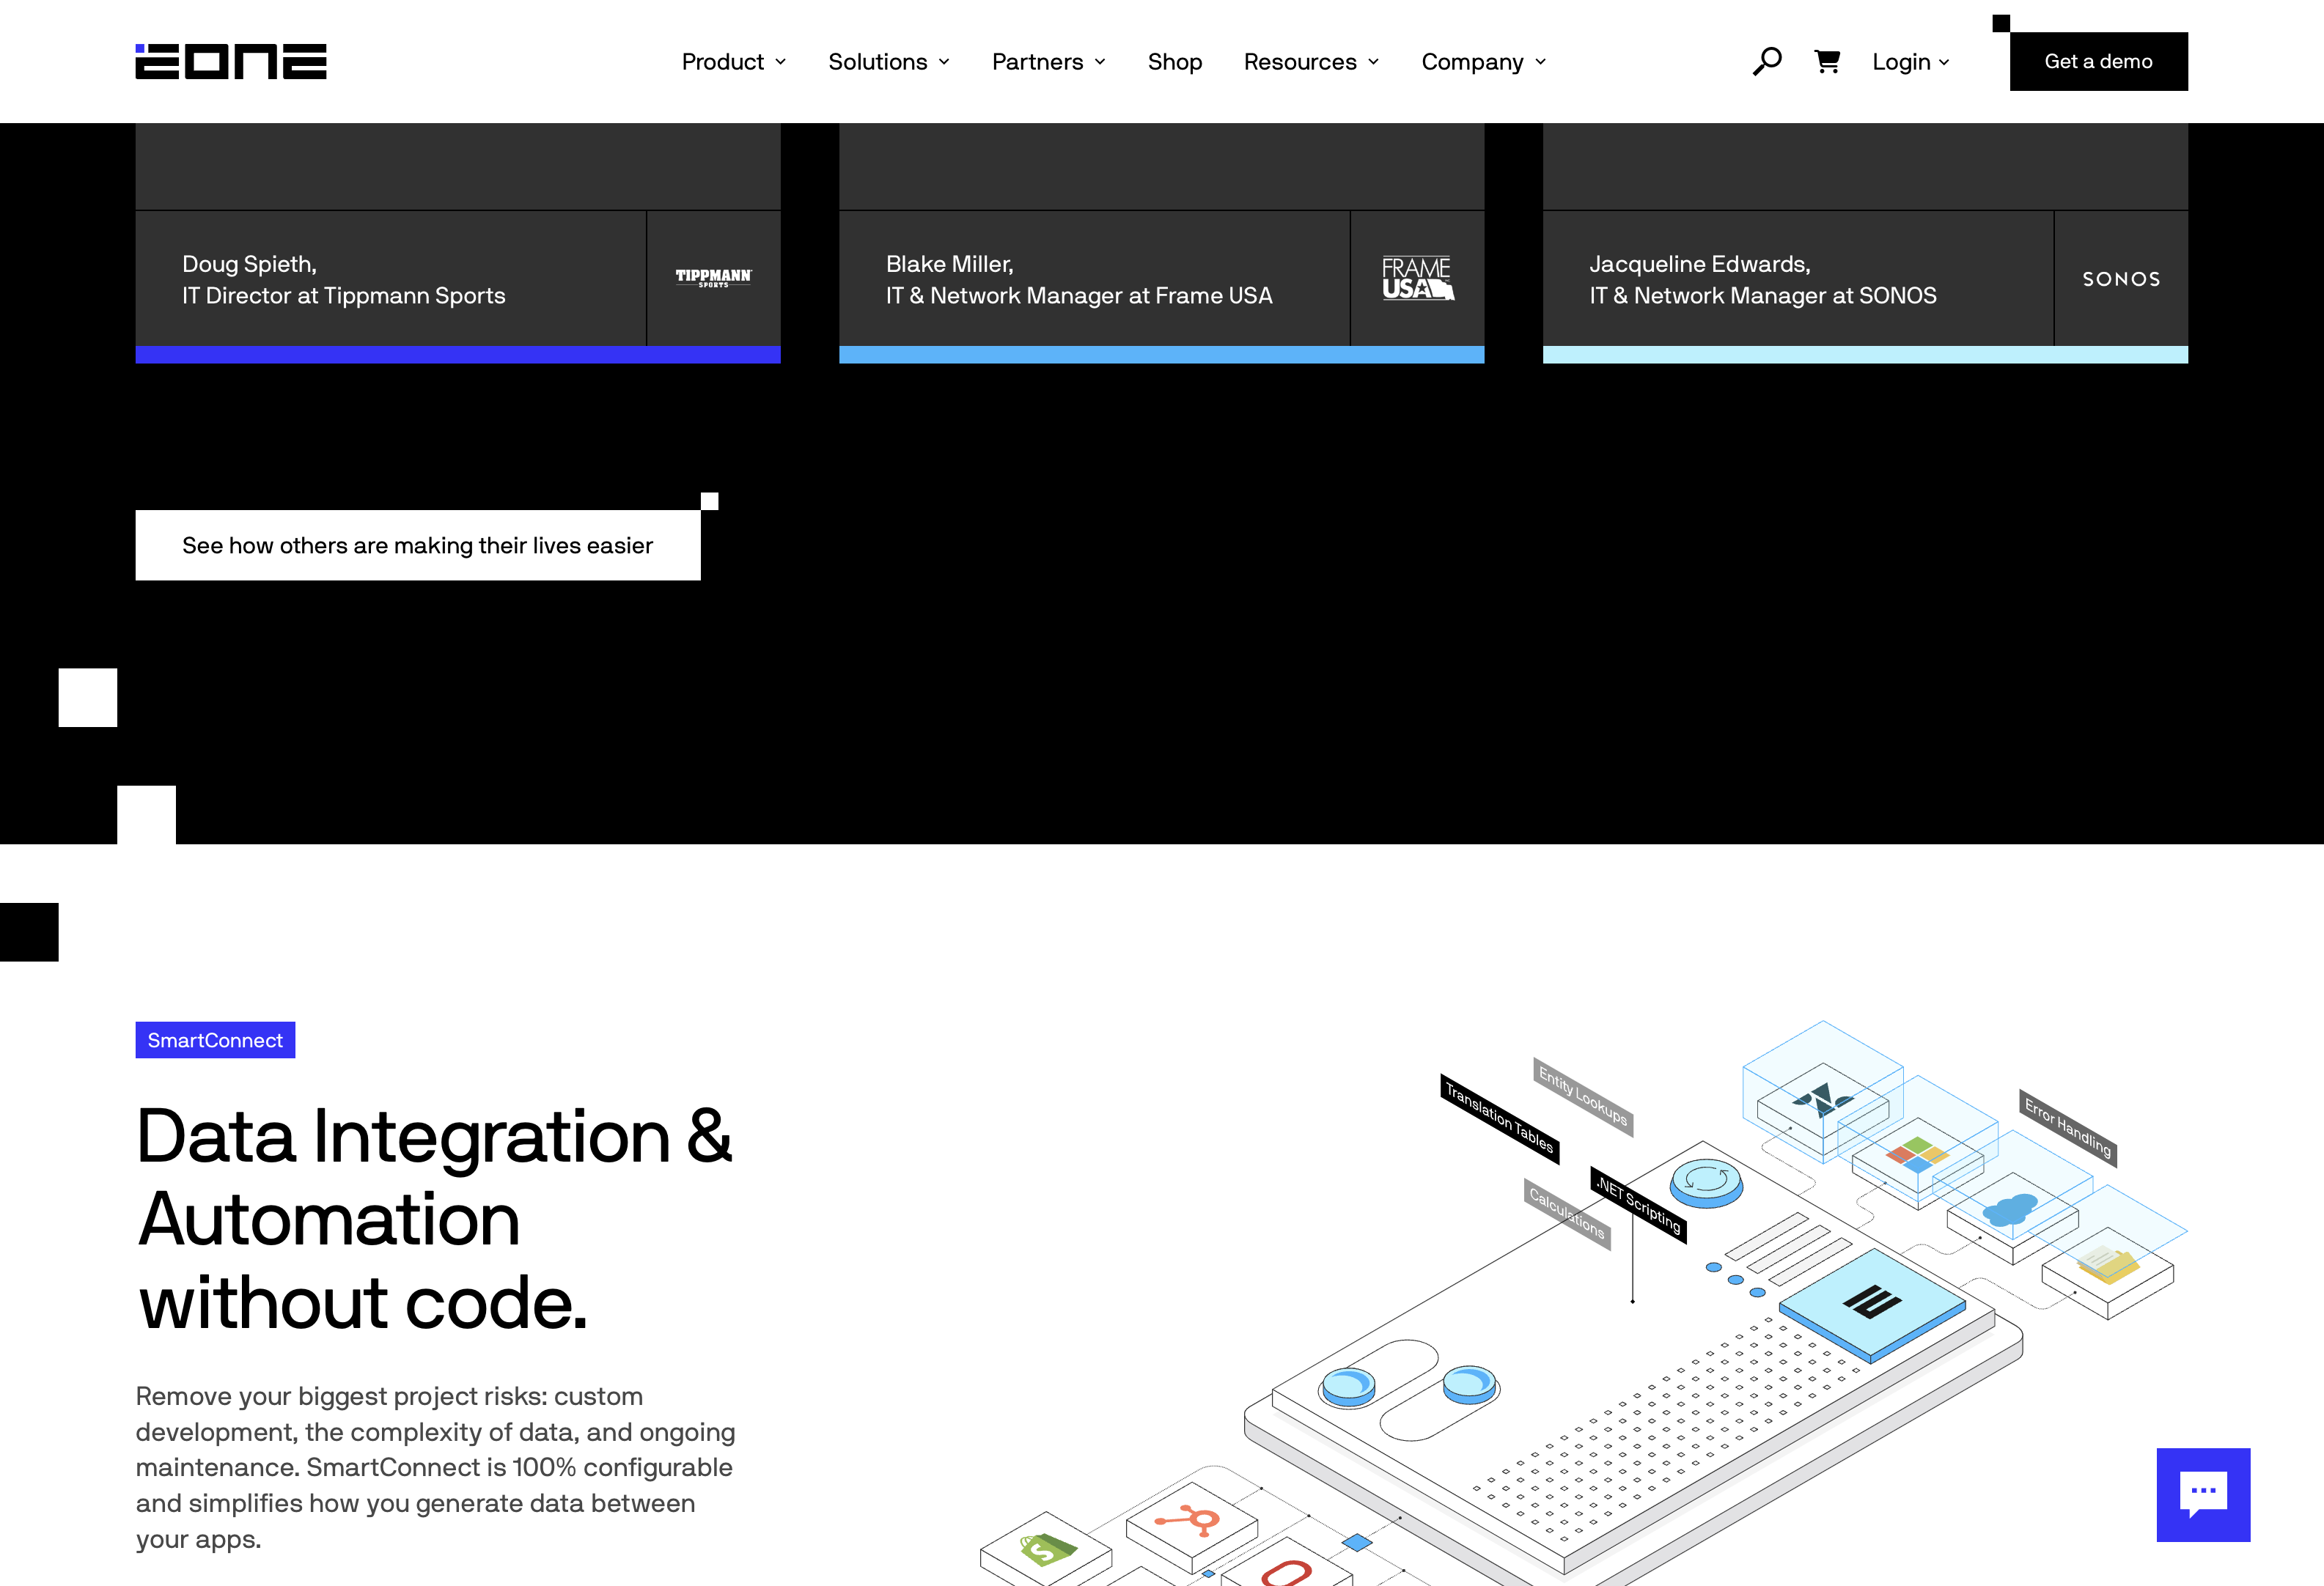 eone
Product
Solutions
Partners
Shop
Resources
Company
Login
Get a demo
Doug Spieth,
IT Director at Tippmann Sports
TIPPMANN
SPORTS
Blake Miller,
IT & Network Manager at Frame USA
FRAME
USA
Jacqueline Edwards,
IT & Network Manager at SONOS
SONOS
See how others are making their lives easier
SmartConnect
Data Integration &
Automation
without code.
Remove your biggest project risks: custom
development, the complexity of data, and ongoing
maintenance. SmartConnect is 100% configurable
and simplifies how you generate data between
your apps.
Entity Lookups
Translation Tables
Error Handling
.NET Scripting
Calculations